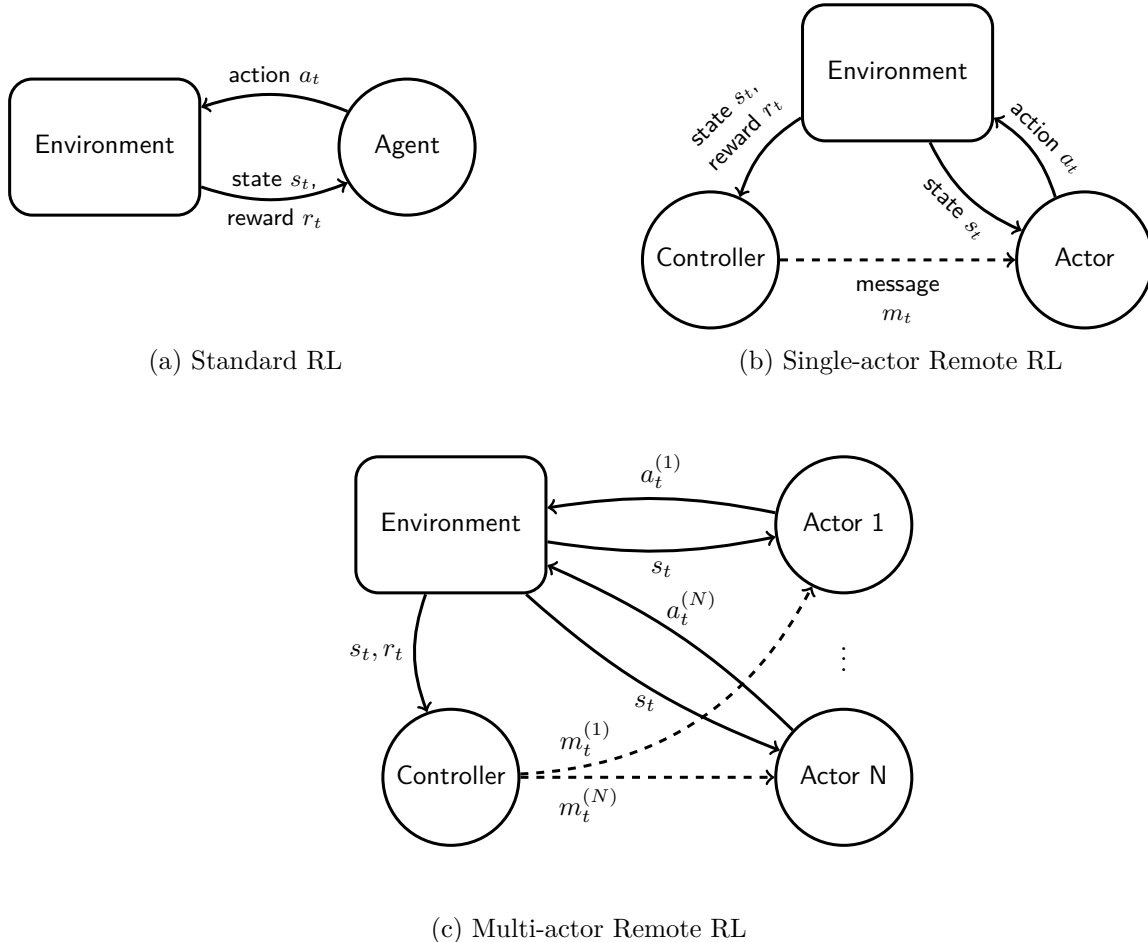 Environment
action a_t
Agent
state s_t,
reward r_t
(a) Standard RL
Environment
state s_t,
reward r_t
action a_t
state s_t
Controller
Actor
message
m_t
(b) Single-actor Remote RL
Environment
a_t^{(1)}
Actor 1
s_t
a_t^{(N)}
s_t, r_t
⋮
s_t
m_t^{(1)}
Controller
Actor N
m_t^{(N)}
(c) Multi-actor Remote RL